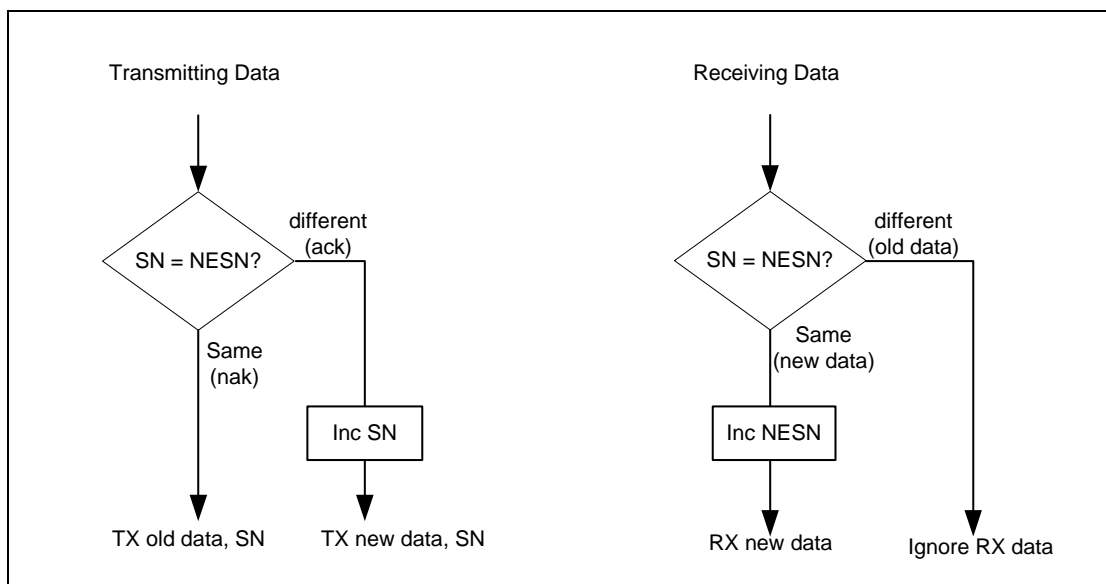 Transmitting Data
SN = NESN?
different
(ack)
Same
(nak)
Inc SN
TX old data, SN
TX new data, SN
Receiving Data
SN = NESN?
different
(old data)
Same
(new data)
Inc NESN
RX new data
Ignore RX data